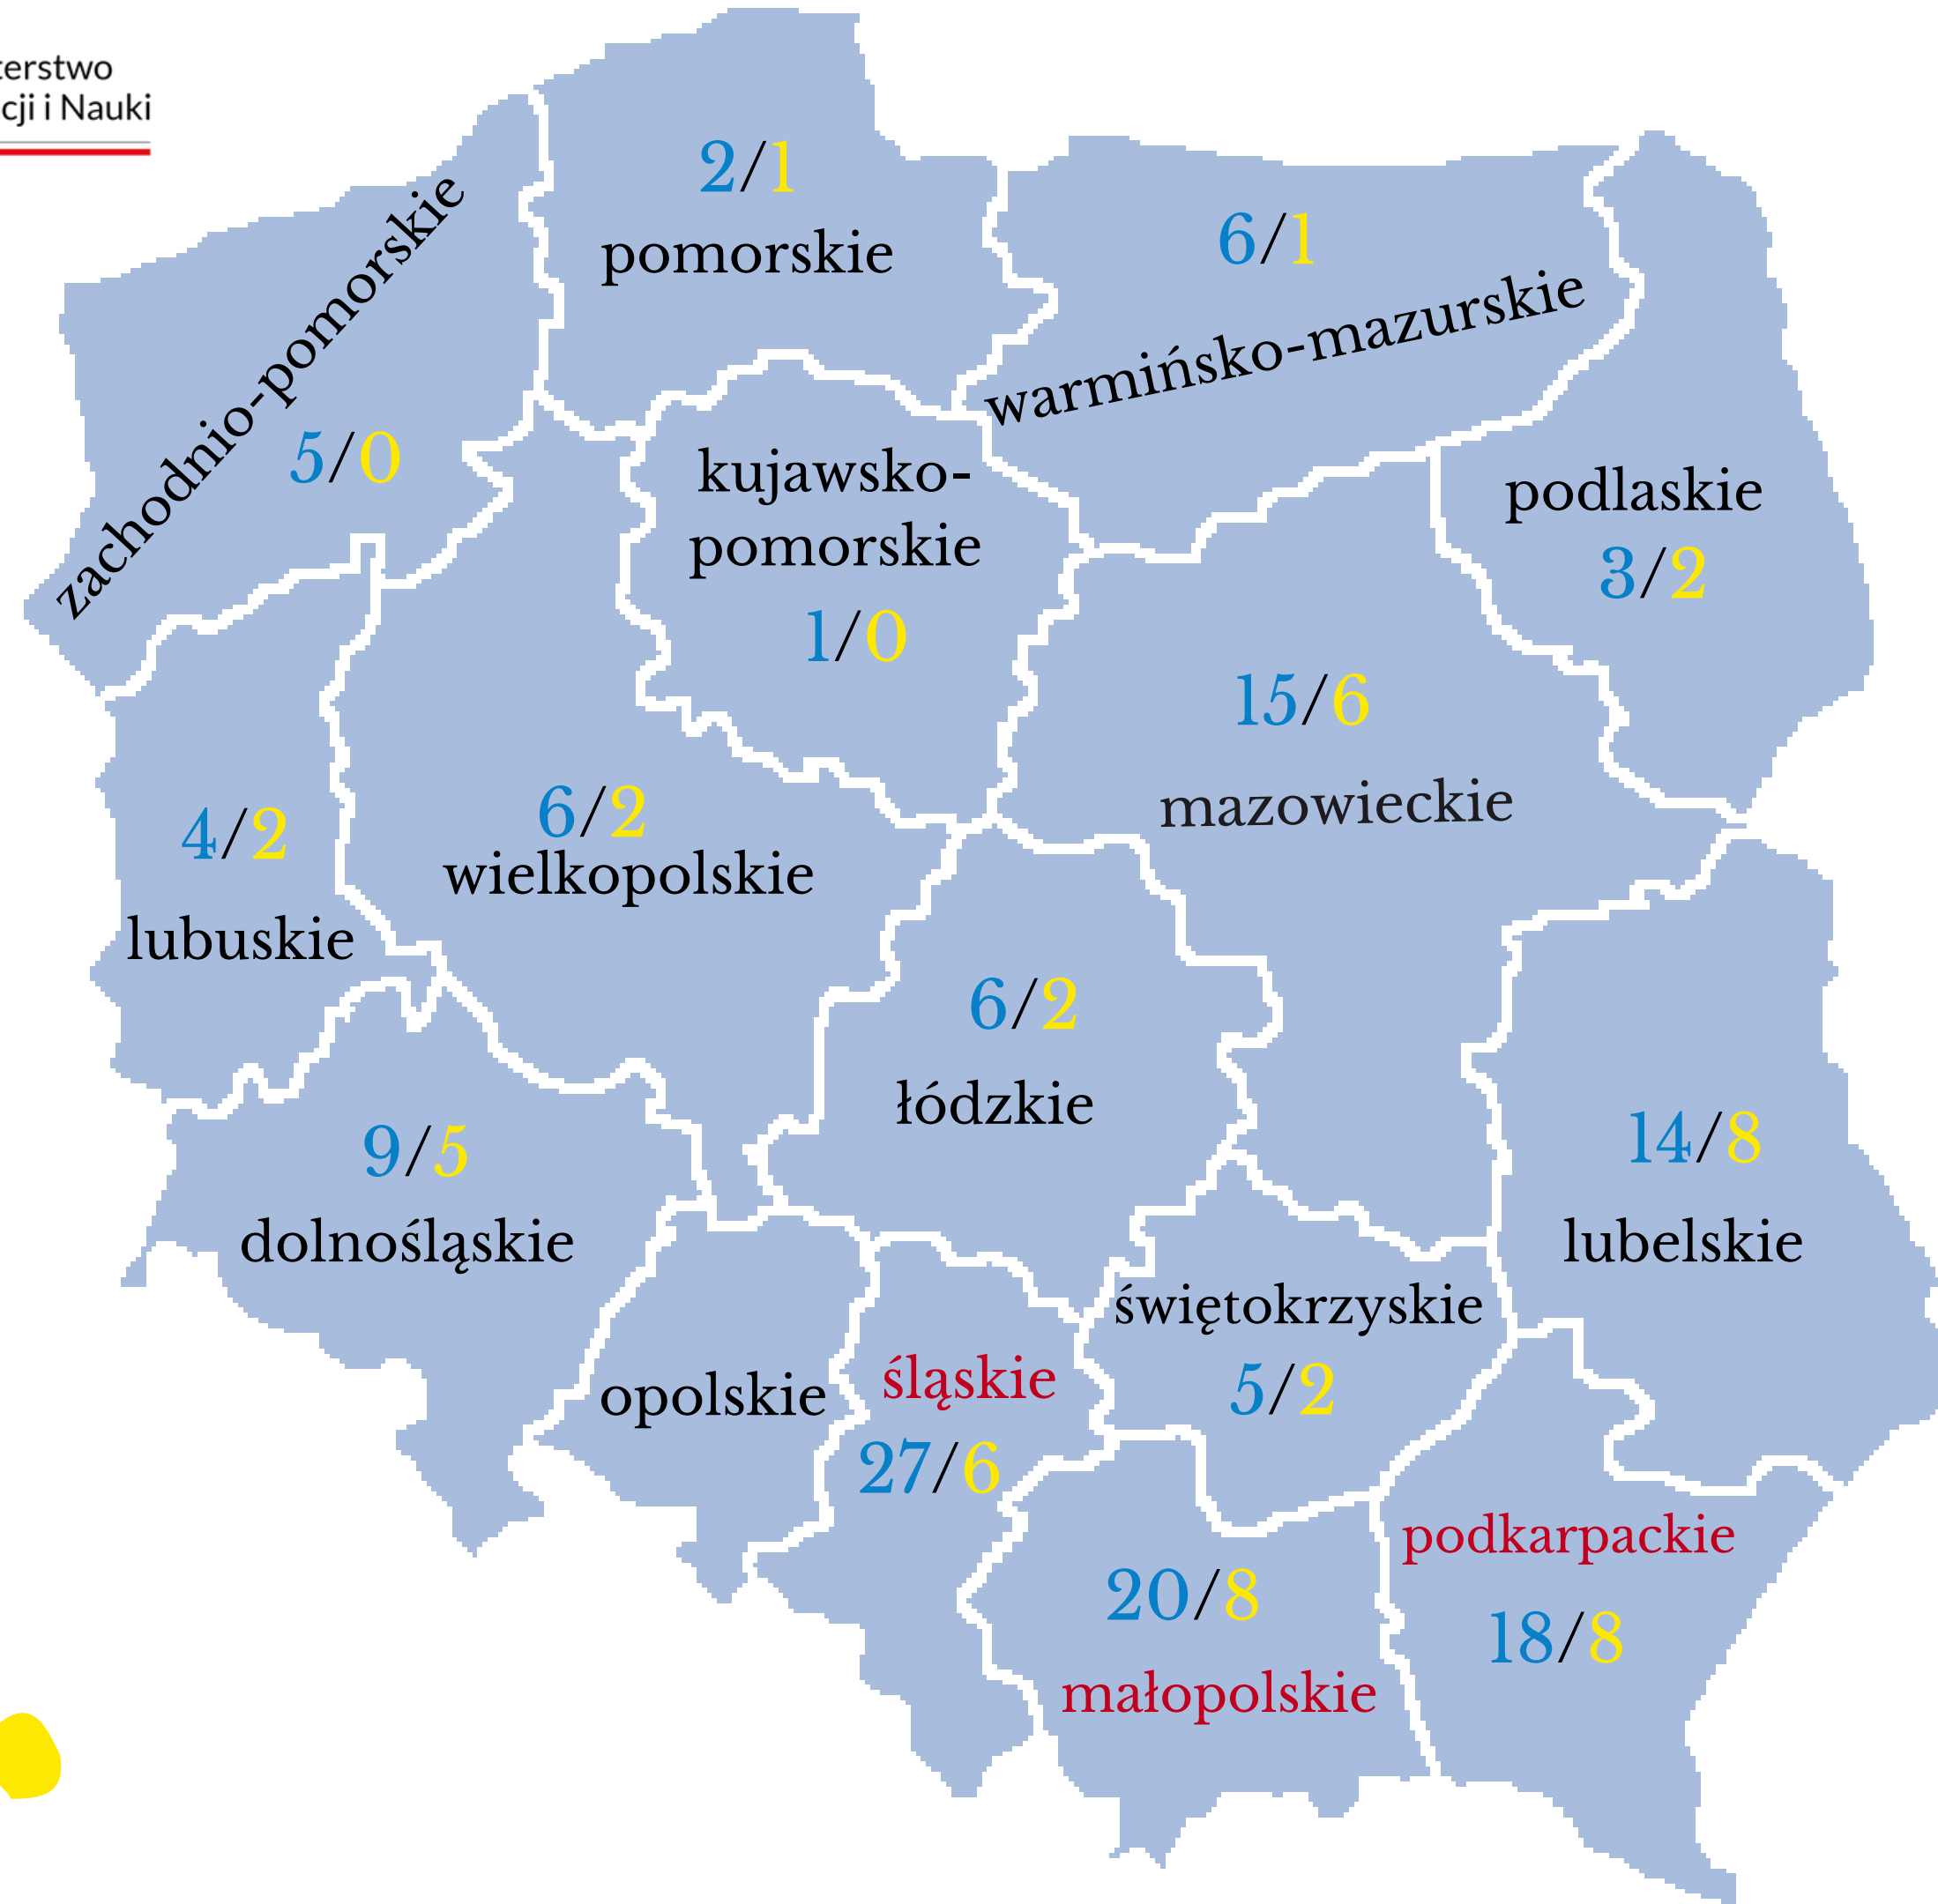 cji i Nauki
2/1
pomorskie
6/1
warmińsko-mazurskie
zachodnio-pomorskie
5/0
kujawsko-
pomorskie
1/0
podlaskie
3/2
15/6
mazowieckie
4/2
lubuskie
6/2
wielkopolskie
6/2
łódzkie
14/8
lubelskie
9/5
dolnośląskie
świętokrzyskie
5/2
opolskie
śląskie
27/6
podkarpackie
18/8
20/8
małopolskie